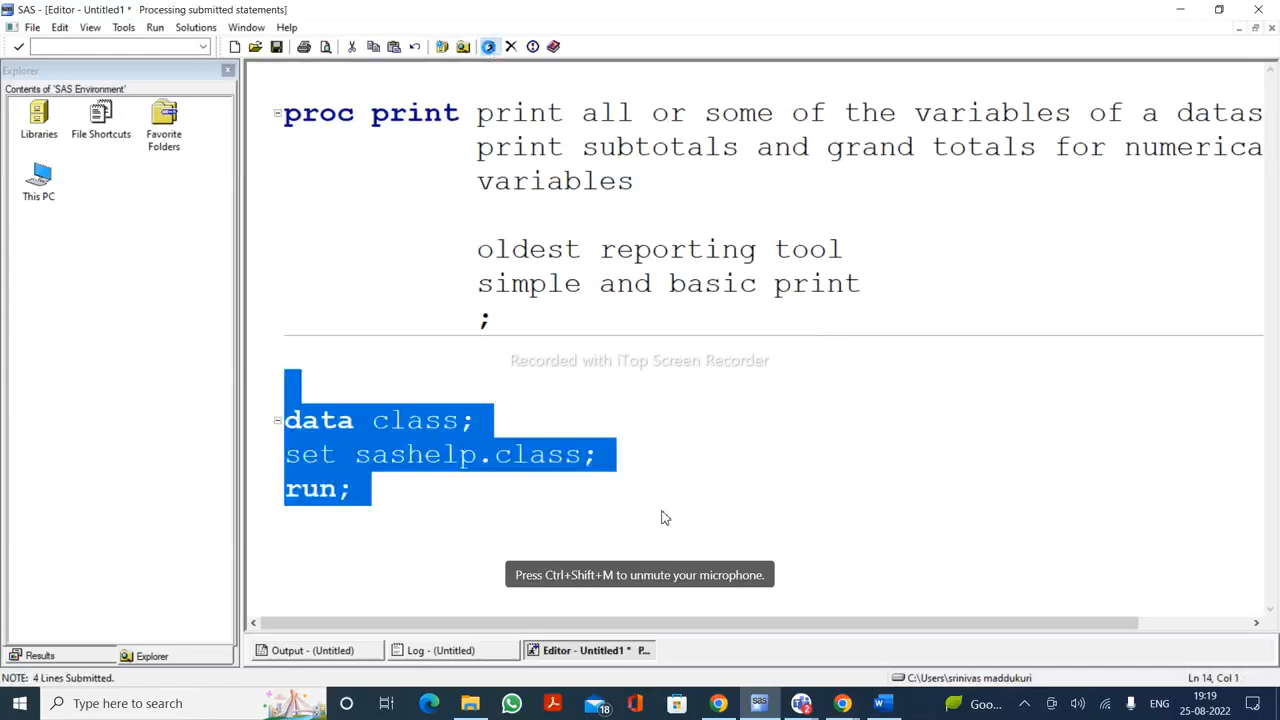 SAS - [Editor - Untitled1 * Processing submitted statements]
File Edit View Tools Run Solutions Window Help
Explorer
Contents of 'SAS Environment'
Libraries File Shortcuts Favorite Folders
This PC
proc print print all or some of the variables of a datas
print subtotals and grand totals for numerica
variables
oldest reporting tool
simple and basic print
;
Recorded with iTop Screen Recorder
data class;
set sashelp.class;
run;
Press Ctrl+Shift+M to unmute your microphone.
Results Explorer Output - (Untitled) Log - (Untitled) Editor - Untitled1 * P...
NOTE: 4 Lines Submitted. C:\Users\srinivas maddukuri Ln 14, Col 1
Type here to search 18 2 Goo... ENG 19:19
25-08-2022